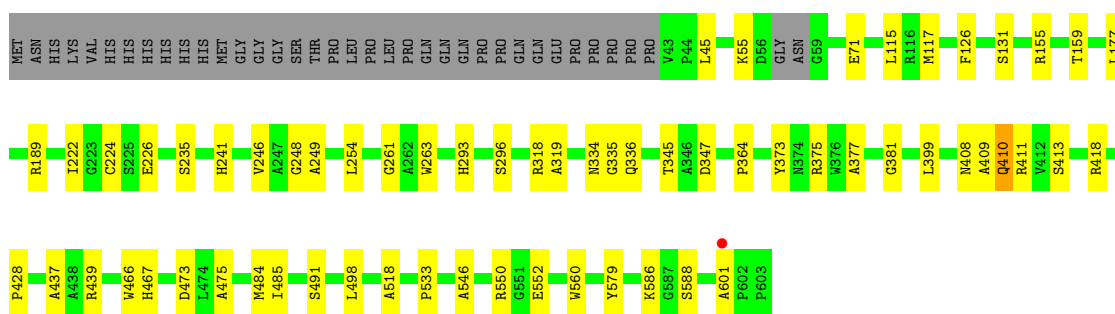 MET ASN HIS LYS VAL HIS HIS HIS HIS HIS HIS MET GLY GLY GLY SER THR PRO LEU PRO LEU PRO GLN GLN GLN PRO PRO GLN GLN GLU PRO PRO PRO PRO PRO V43 P44 L45 K55 D56 GLY ASN G59 E71 L115 R116 M117 F126 S131 R155 T159 L177
R189 I222 G223 C224 S225 E226 S235 H241 V246 A247 G248 A249 L254 G261 A262 W263 H293 S296 R318 A319 N334 G335 Q336 T345 A346 D347 P364 Y373 N374 R375 W376 A377 G381 L399 N408 A409 Q410 R411 V412 S413 R418
P428 A437 A438 R439 W466 H467 D473 L474 A475 M484 I485 S491 L498 A518 P533 A546 R550 G551 E552 W560 Y579 K586 G587 S588 A601 P602 P603